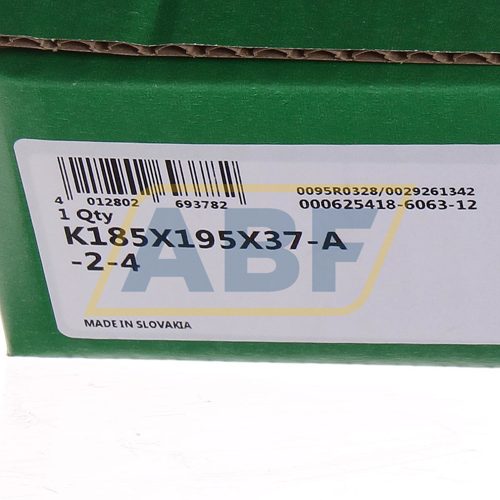 4 012802 693782
0095R0328/0029261342
1 Qty
000625418-6063-12
K185X195X37-A
-2-4
ABF
MADE IN SLOVAKIA